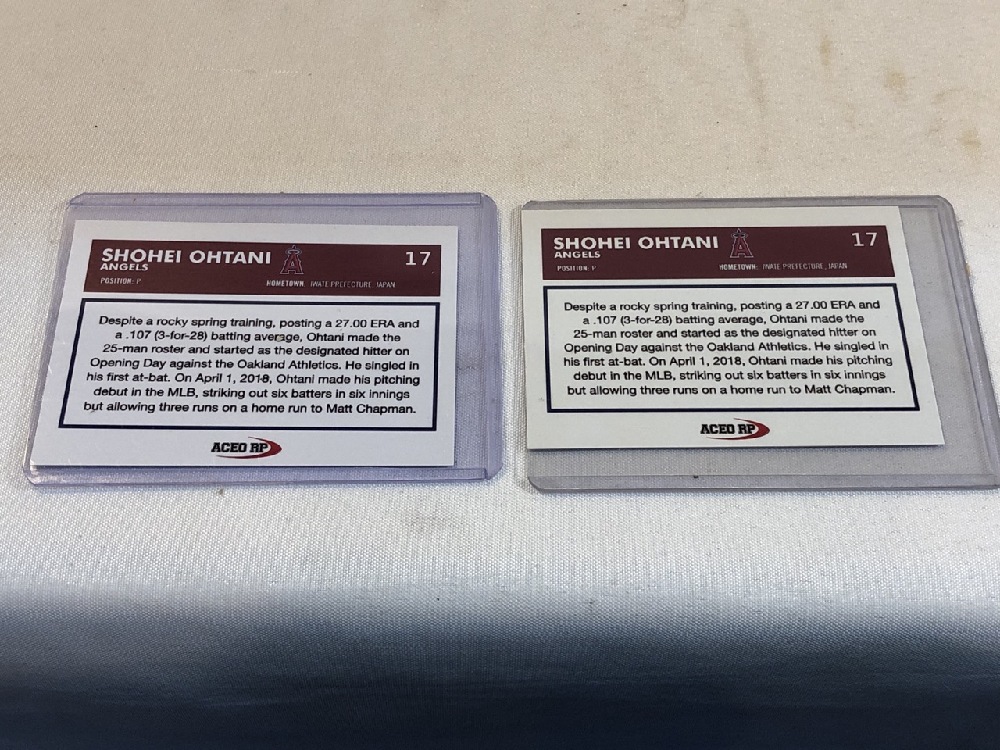 SHOHEI OHTANI
17
ANGELS
POSITION: P
HOMETOWN: IWATE PREFECTURE, JAPAN
Despite a rocky spring training, posting a 27.00 ERA and
a .107 (3-for-28) batting average, Ohtani made the
25-man roster and started as the designated hitter on
Opening Day against the Oakland Athletics. He singled in
his first at-bat. On April 1, 2018, Ohtani made his pitching
debut in the MLB, striking out six batters in six innings
but allowing three runs on a home run to Matt Chapman.
ACEO RP
SHOHEI OHTANI
17
ANGELS
POSITION: P
HOMETOWN: IWATE PREFECTURE, JAPAN
Despite a rocky spring training, posting a 27.00 ERA and
a .107 (3-for-28) batting average, Ohtani made the
25-man roster and started as the designated hitter on
Opening Day against the Oakland Athletics. He singled in
his first at-bat. On April 1, 2018, Ohtani made his pitching
debut in the MLB, striking out six batters in six innings
but allowing three runs on a home run to Matt Chapman.
ACEO RP